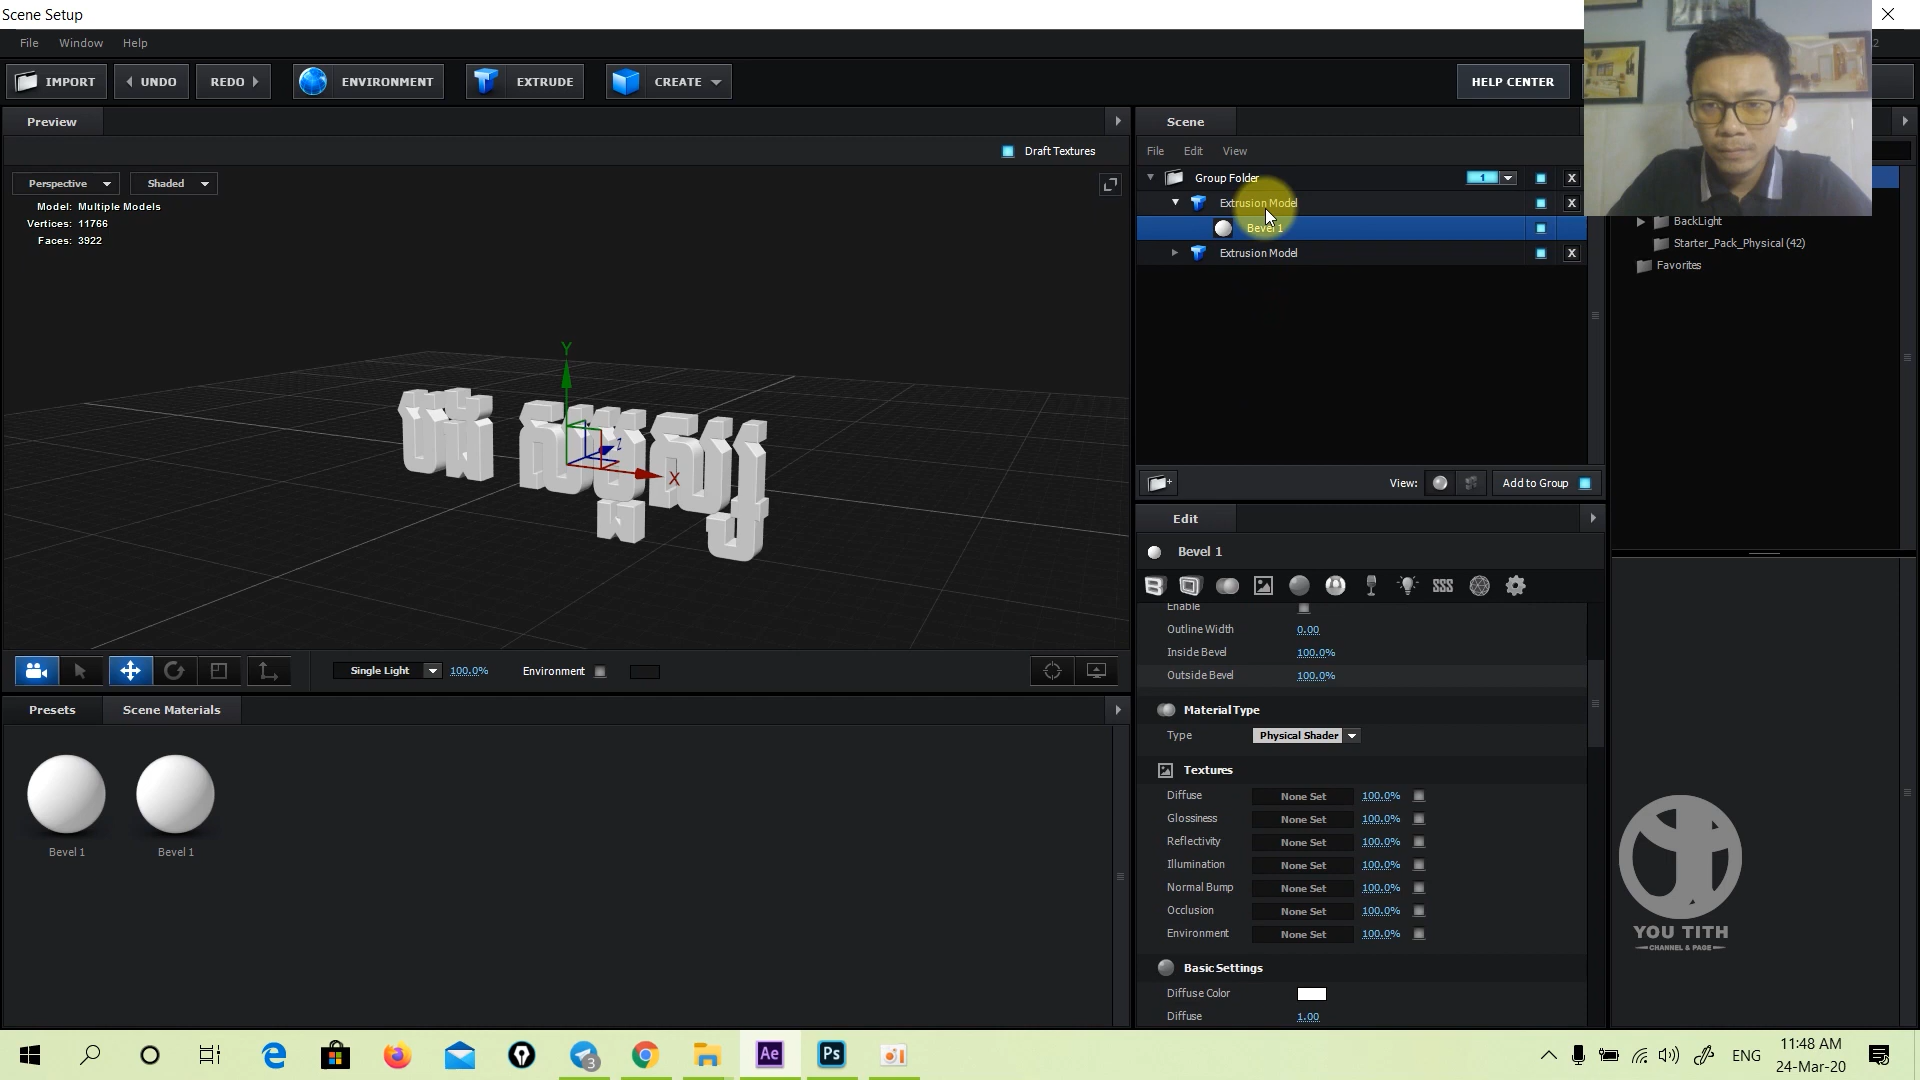 Scene Setup
File Window Help
IMPORT UNDO REDO ENVIRONMENT EXTRUDE CREATE HELP CENTER
Preview
Draft Textures
Perspective Shaded
Model: Multiple Models
Vertices: 11766
Faces: 3922
Y
Z
X
Single Light 100.0% Environment
Presets Scene Materials
Bevel 1 Bevel 1
Scene
File Edit View
Group Folder 1 X
Extrusion Model X
Bevel 1
Extrusion Model X
View: Add to Group
Edit
Bevel 1
Enable
Outline Width 0.00
Inside Bevel 100.0%
Outside Bevel 100.0%
Material Type
Type Physical Shader
Textures
Diffuse None Set 100.0%
Glossiness None Set 100.0%
Reflectivity None Set 100.0%
Illumination None Set 100.0%
Normal Bump None Set 100.0%
Occlusion None Set 100.0%
Environment None Set 100.0%
Basic Settings
Diffuse Color
Diffuse 1.00
BackLight
Starter_Pack_Physical (42)
Favorites
YOU TITH
CHANNEL & PAGE
3
Ae
Ps
ENG
11:48 AM
24-Mar-20